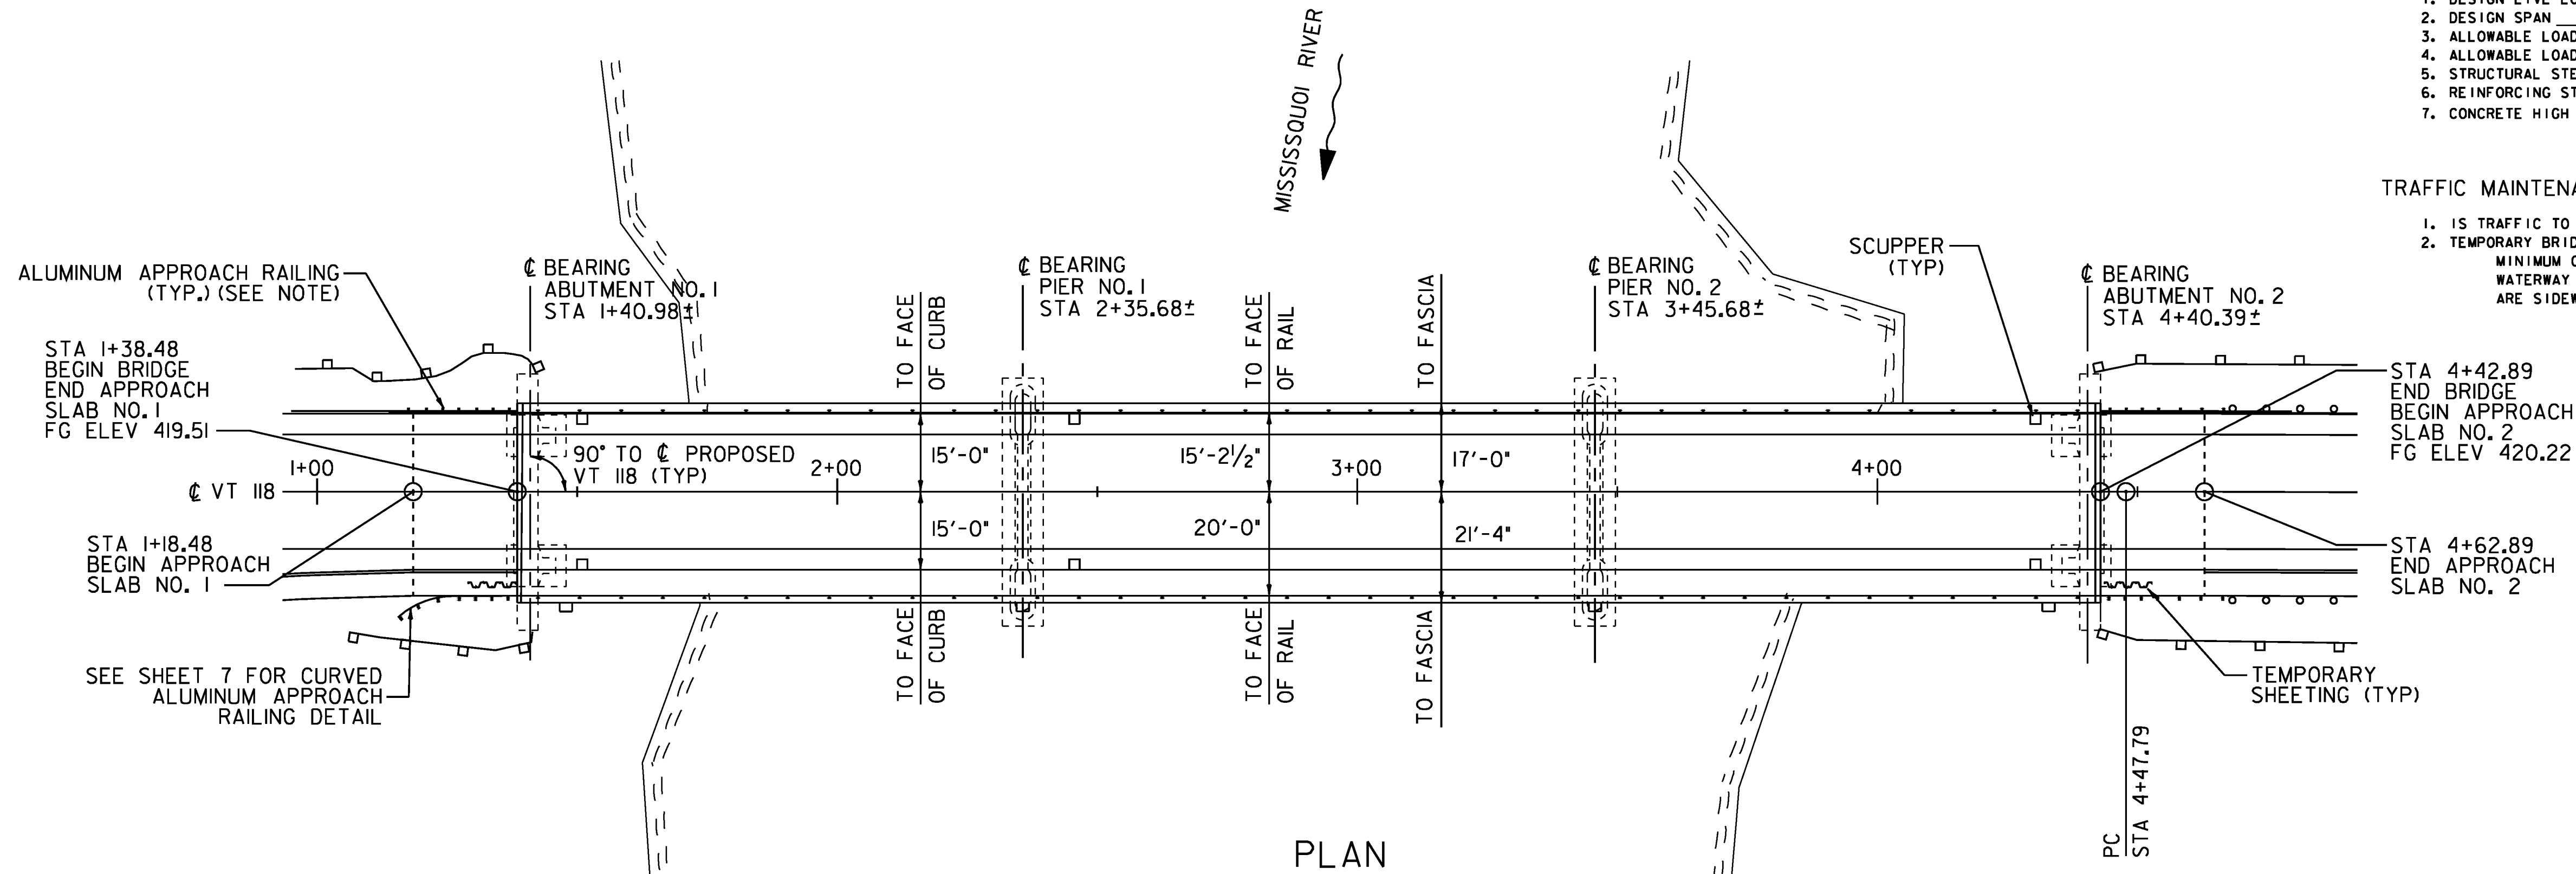 1. DESIGN LIVE LO
2. DESIGN SPAN
3. ALLOWABLE LOAD
4. ALLOWABLE LOAD
5. STRUCTURAL STE
6. REINFORCING ST
7. CONCRETE HIGH
TRAFFIC MAINTENA
1. IS TRAFFIC TO
2. TEMPORARY BRID
MINIMUM C
WATERWAY
ARE SIDEW
MISSISSQUOI RIVER
ALUMINUM APPROACH RAILING
(TYP.)(SEE NOTE)
℄ BEARING
ABUTMENT NO.1
STA 1+40.98±
℄ BEARING
PIER NO.1
STA 2+35.68±
℄ BEARING
PIER NO.2
STA 3+45.68±
SCUPPER
(TYP)
℄ BEARING
ABUTMENT NO.2
STA 4+40.39±
STA 1+38.48
BEGIN BRIDGE
END APPROACH
SLAB NO.1
FG ELEV 419.51
TO FACE
OF CURB
TO FACE
OF RAIL
TO FASCIA
STA 4+42.89
END BRIDGE
BEGIN APPROACH
SLAB NO.2
FG ELEV 420.22
1+00
90° TO ℄ PROPOSED
VT 118 (TYP)
2+00
15'-0"
15'-2½"
3+00
17'-0"
4+00
℄ VT 118
15'-0"
20'-0"
21'-4"
STA 1+18.48
BEGIN APPROACH
SLAB NO. 1
STA 4+62.89
END APPROACH
SLAB NO. 2
TO FACE
OF CURB
TO FACE
OF RAIL
TO FASCIA
SEE SHEET 7 FOR CURVED
ALUMINUM APPROACH
RAILING DETAIL
TEMPORARY
SHEETING (TYP)
PC
STA 4+47.79
PLAN